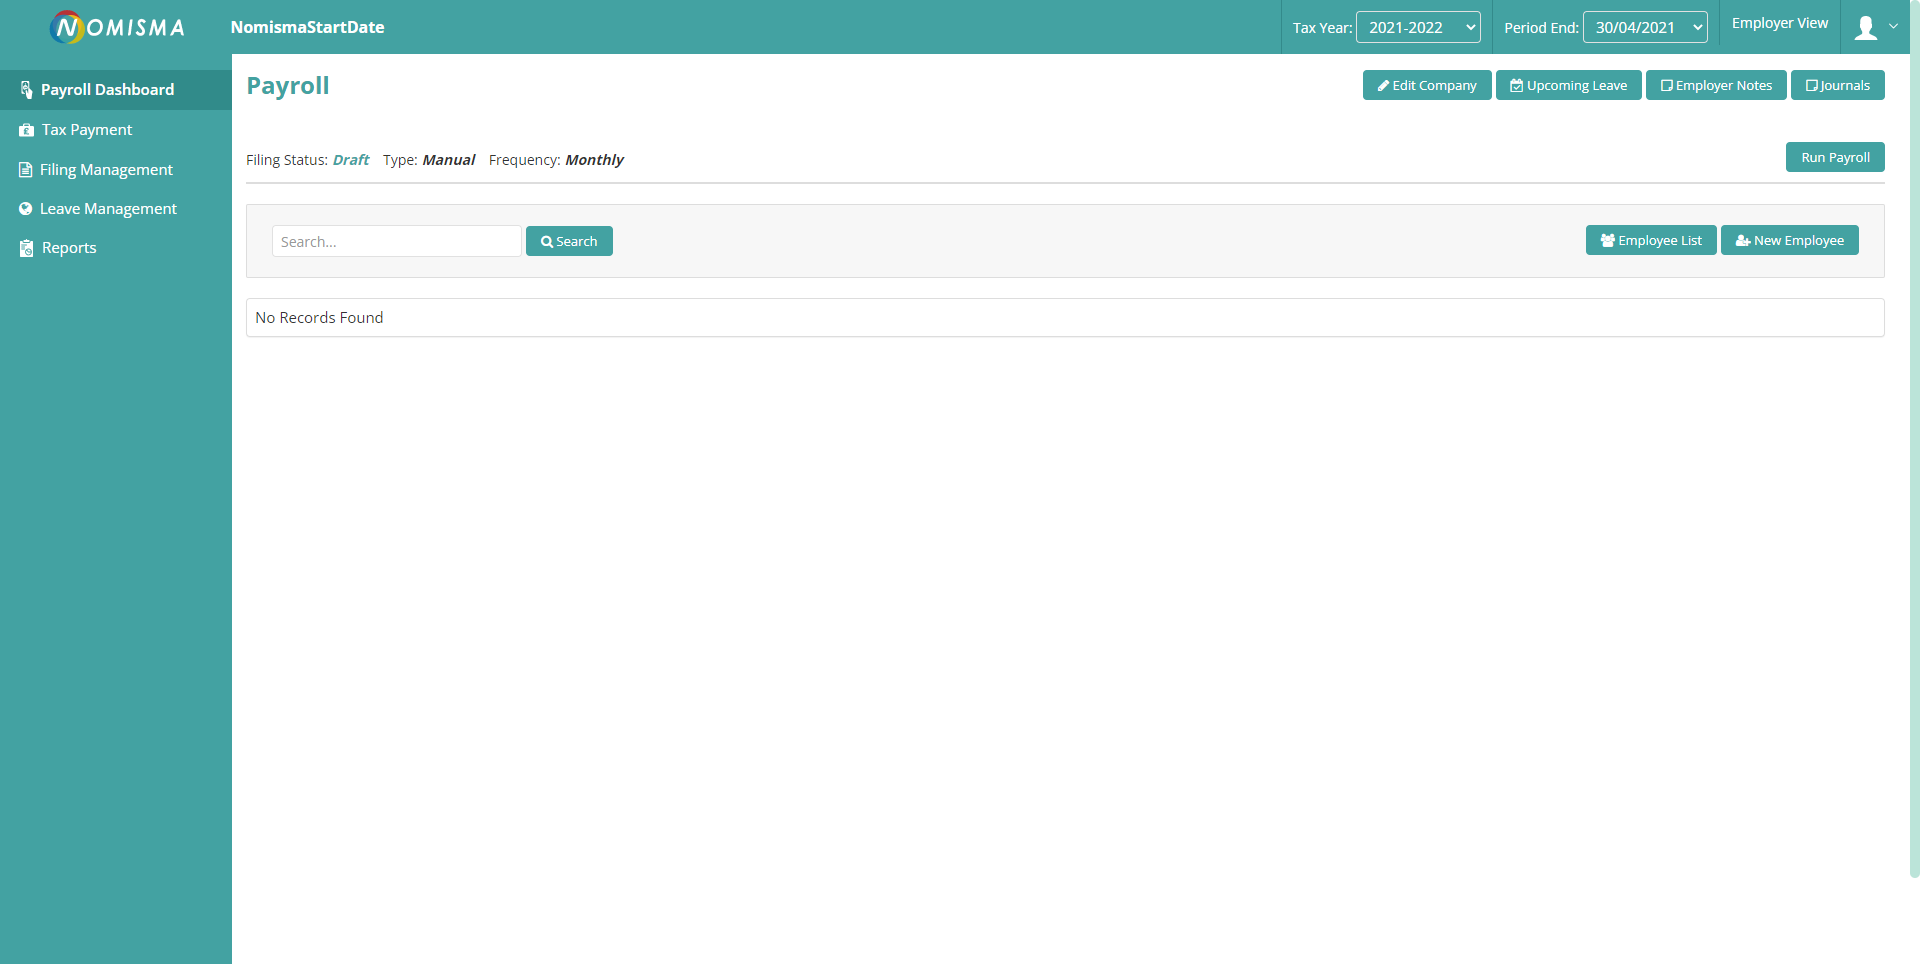 NOMISMA
NomismaStartDate
Tax Year: 2021-2022
Period End: 30/04/2021
Employer View
Payroll Dashboard
Tax Payment
Filing Management
Leave Management
Reports
Payroll
Edit Company
Upcoming Leave
Employer Notes
Journals
Filing Status: Draft Type: Manual Frequency: Monthly
Run Payroll
Search...
Search
Employee List
New Employee
No Records Found